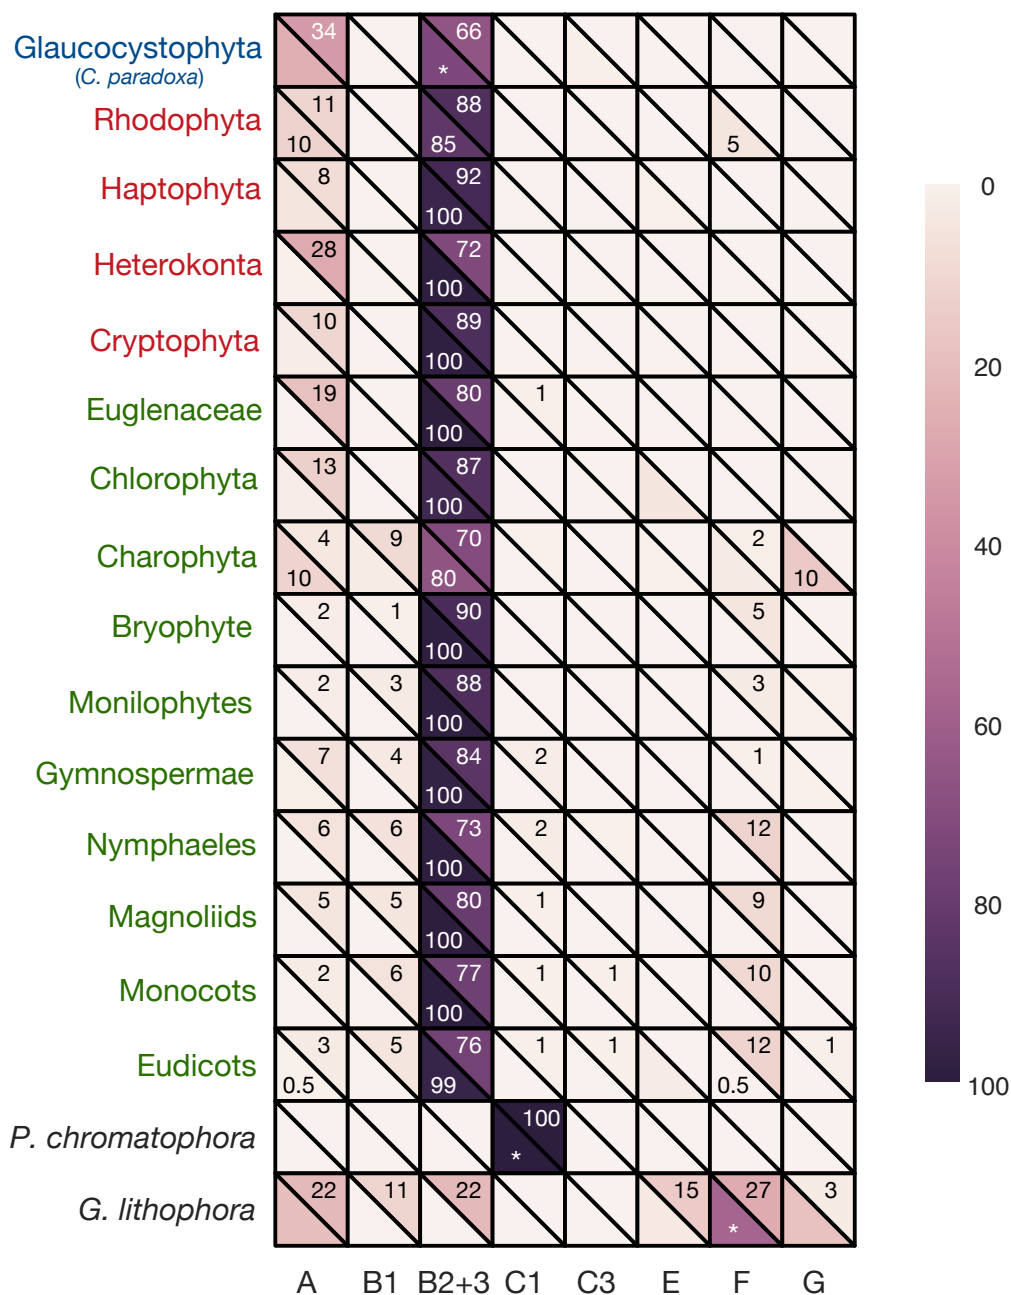 Glaucocystophyta 34 66
(C. paradoxa) *
Rhodophyta 11 88
10 85 5
Haptophyta 8 92
100
Heterokonta 28 72
100
Cryptophyta 10 89
100
Euglenaceae 19 80 1
100
Chlorophyta 13 87
100
Charophyta 4 9 70 2
10 80 10
Bryophyte 2 1 90 5
100
Monilophytes 2 3 88 3
100
Gymnospermae 7 4 84 2 1
100
Nymphaeles 6 6 73 2 12
100
Magnoliids 5 5 80 1 9
100
Monocots 2 6 77 1 1 10
100
Eudicots 3 5 76 1 1 12 1
0.5 99 0.5
P. chromatophora 100
*
G. lithophora 22 11 22 15 27 3
*
A B1 B2+3 C1 C3 E F G
0
20
40
60
80
100